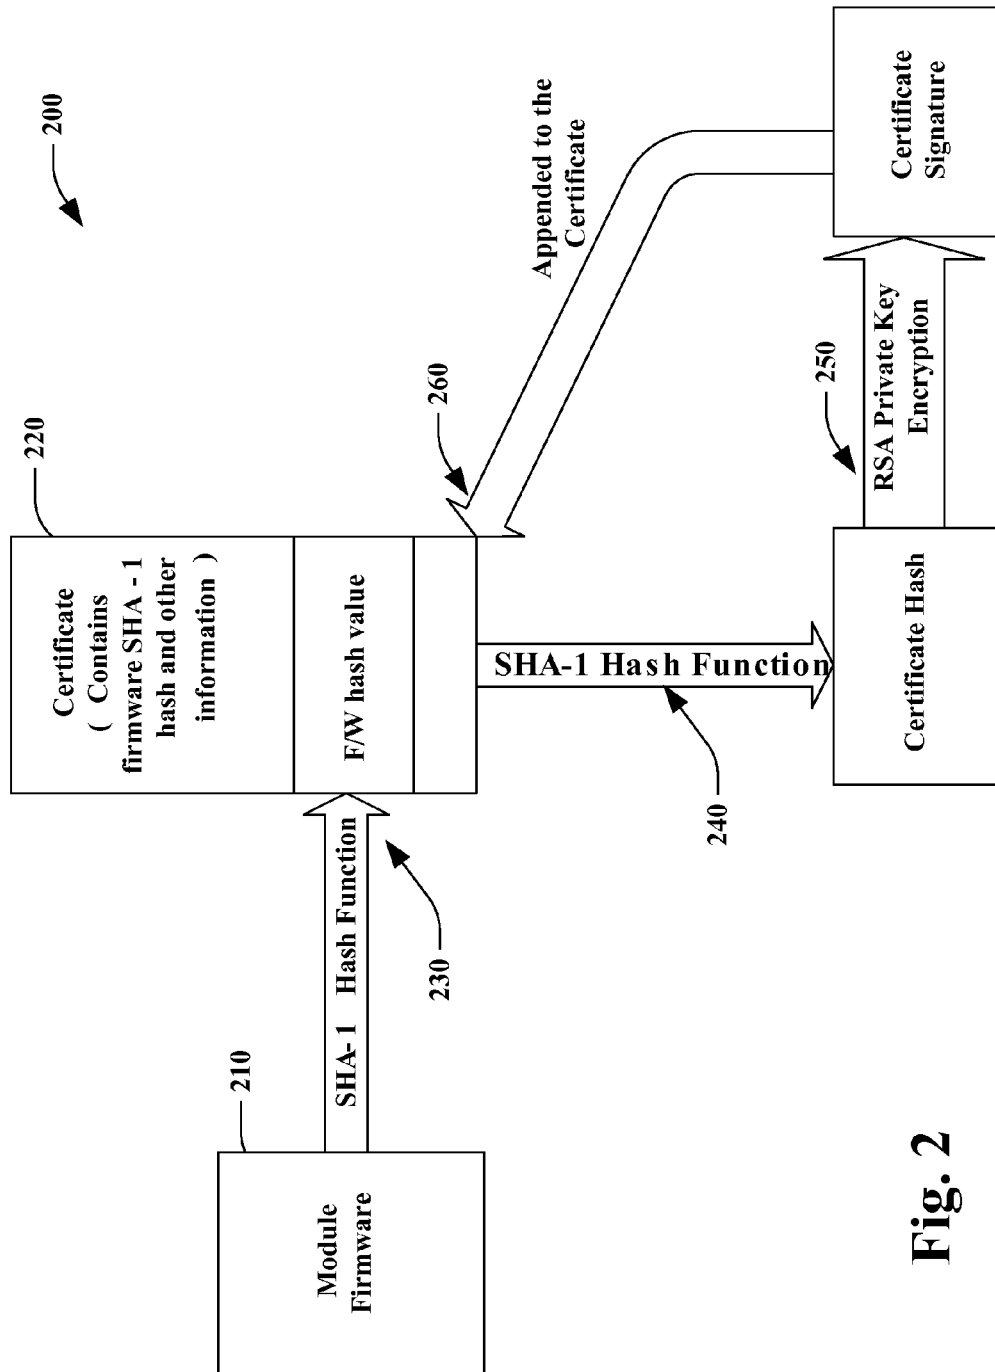 200
Module
Firmware
210
SHA-1 Hash Function
230
Certificate
( Contains
firmware SHA - 1
hash and other
information )
F/W hash value
220
260
Appended to the
Certificate
SHA-1 Hash Function
240
Certificate Hash
RSA Private Key
Encryption
250
Certificate
Signature
Fig. 2